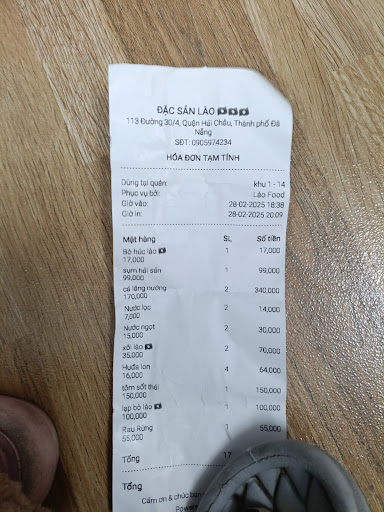 ĐẶC SẢN LÀO
113 Đường 30/4, Quận Hải Châu, Thành phố Đà
Nẵng
SĐT: 0905974234
HÓA ĐƠN TẠM TÍNH
Dùng tại quán: khu 1 - 14
Phục vụ bởi: Lào Food
Giờ vào: 28-02-2025 18:38
Giờ in: 28-02-2025 20:09
Mặt hàng SL Số tiền
Bò húc lào 1 17,000
17,000
sụm hải sản 1 99,000
99,000
cá lăng nướng 2 340,000
170,000
Nước lọc 2 14,000
7,000
Nước ngọt 2 30,000
15,000
xôi lào 2 70,000
35,000
Huda lon 4 64,000
16,000
tôm sốt thái 1 150,000
150,000
lạp bò lào 1 100,000
100,000
Rau Rừng 1 55,000
55,000
Tổng 17
Tổng
Cảm ơn & chúc bạn